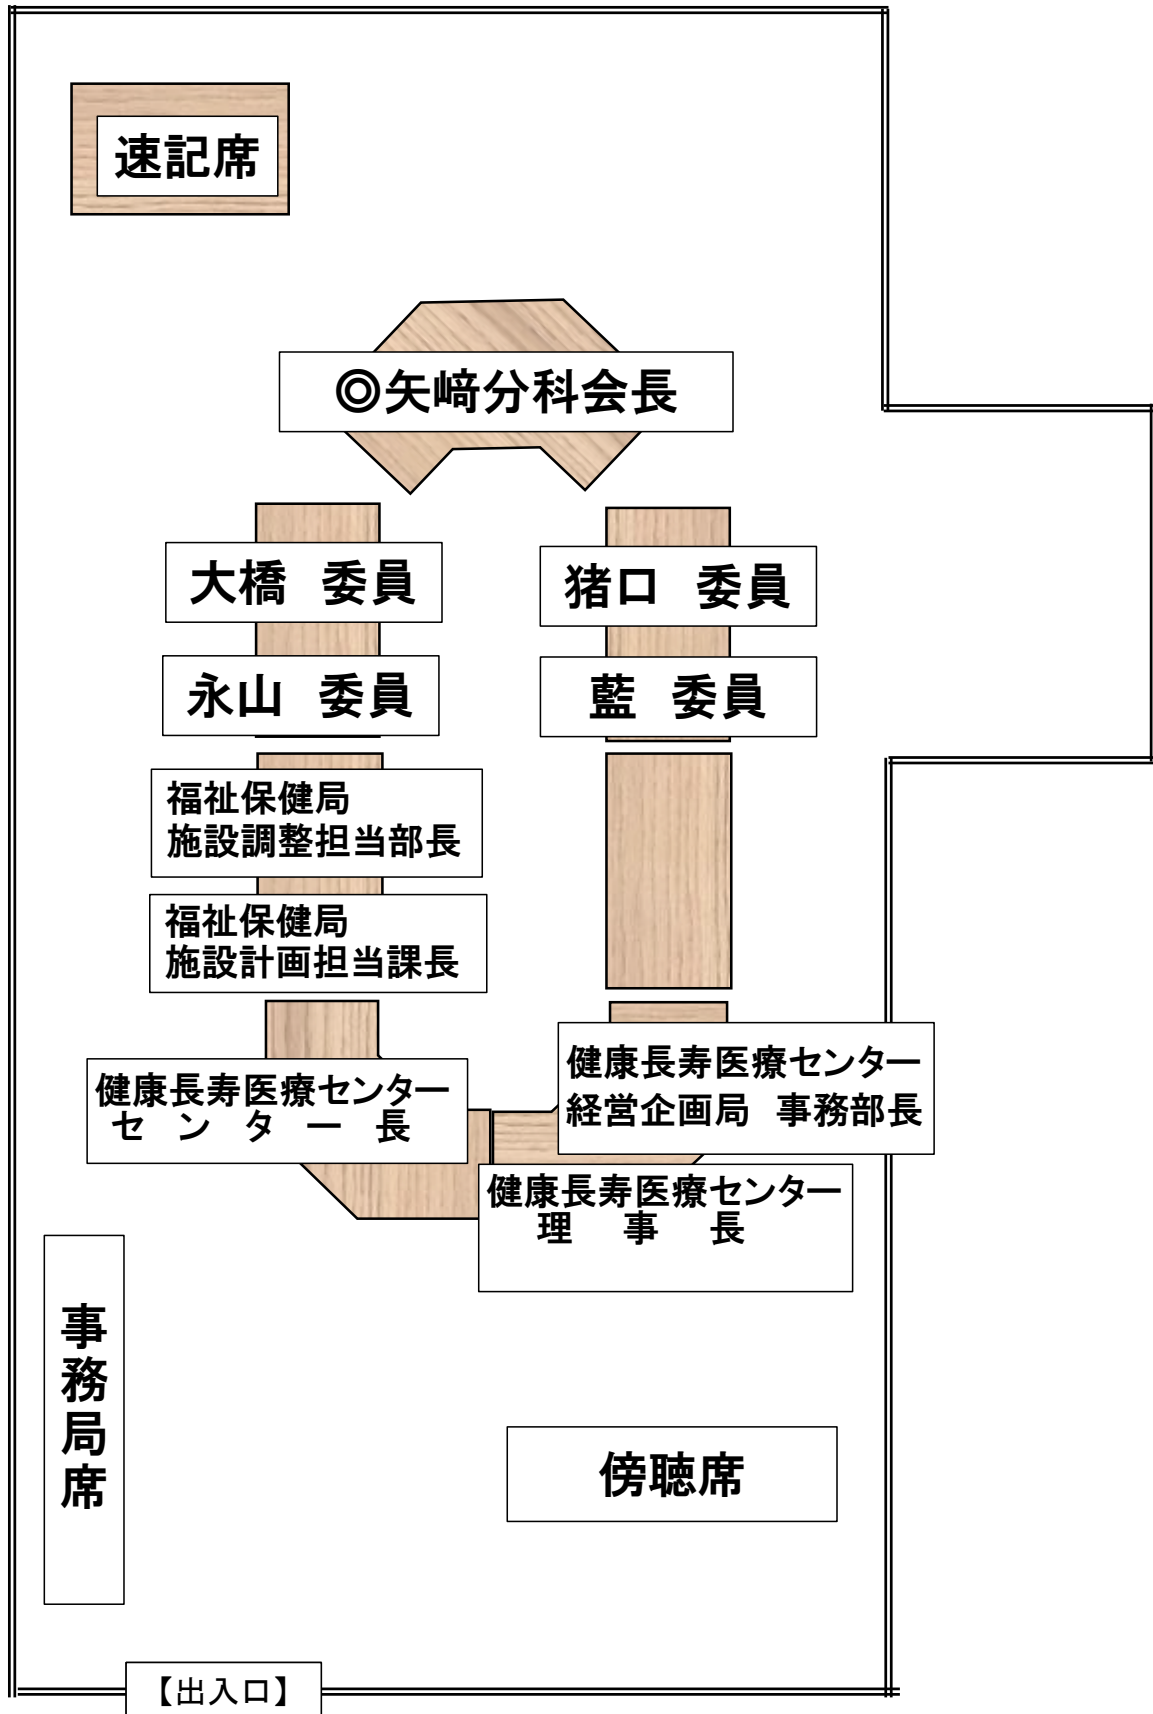 速記席
◎矢﨑分科会長
大橋　委員
猪口　委員
永山　委員
藍　委員
福祉保健局
施設調整担当部長
福祉保健局
施設計画担当課長
健康長寿医療センター
センター長
健康長寿医療センター
経営企画局　事務部長
健康長寿医療センター
理　事　長
事務局席
傍聴席
【出入口】